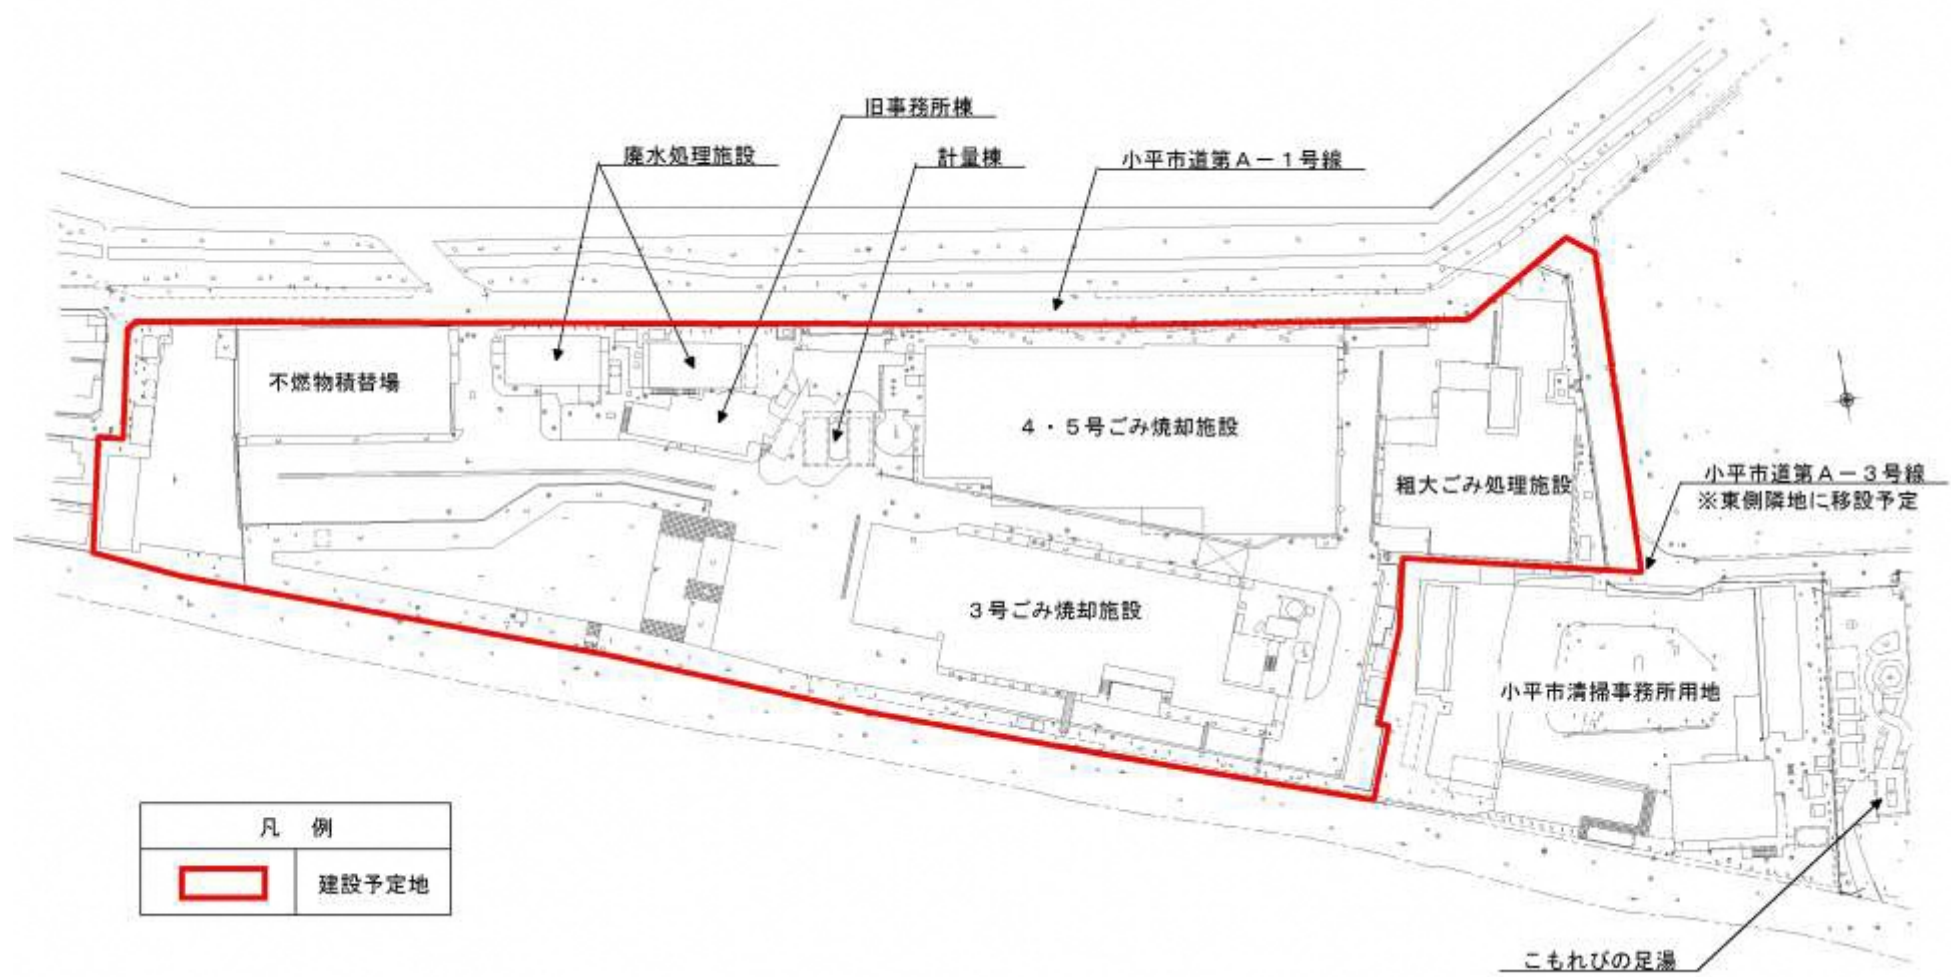 旧事務所棟
廃水処理施設
計量棟
小平市道第A－1号線
不燃物積替場
4・5号ごみ焼却施設
粗大ごみ処理施設
小平市道第A－3号線
※東側隣地に移設予定
3号ごみ焼却施設
小平市清掃事務所用地
凡 例
建設予定地
こもれびの足湯